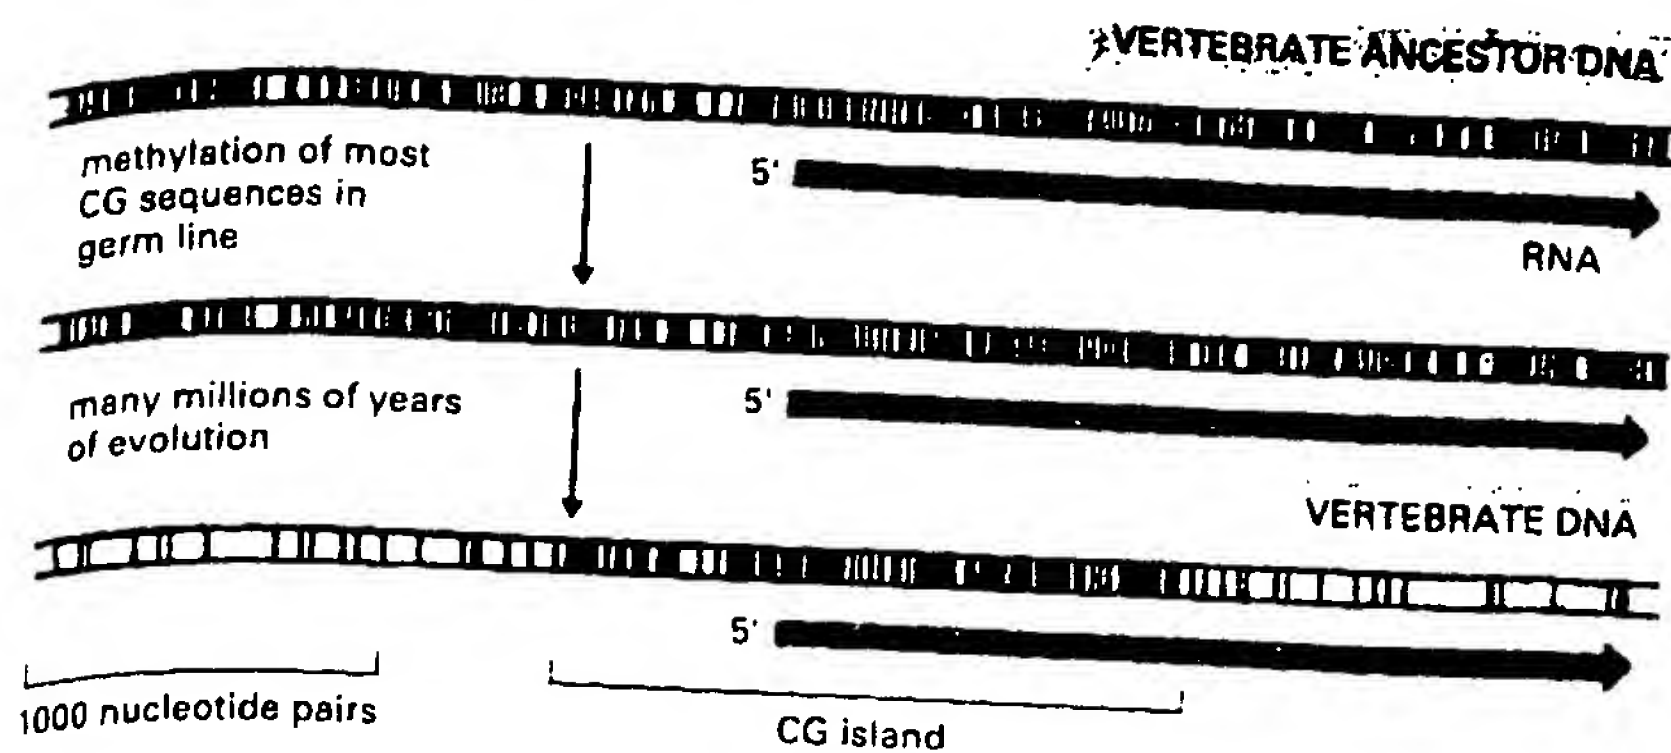 VERTEBRATE ANCESTOR DNA
methylation of most
CG sequences in
germ line
5'
RNA
many millions of years
of evolution
5'
VERTEBRATE DNA
5'
1000 nucleotide pairs
CG island